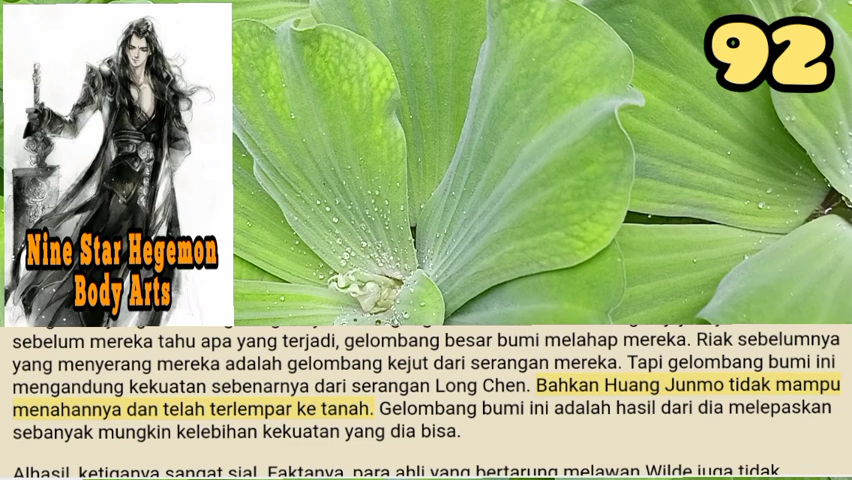 92
Nine Star Hegemon
Body Arts
sebelum mereka tahu apa yang terjadi, gelombang besar bumi melahap mereka. Riak sebelumnya
yang menyerang mereka adalah gelombang kejut dari serangan mereka. Tapi gelombang bumi ini
mengandung kekuatan sebenarnya dari serangan Long Chen. Bahkan Huang Junmo tidak mampu
menahannya dan telah terlempar ke tanah. Gelombang bumi ini adalah hasil dari dia melepaskan
sebanyak mungkin kelebihan kekuatan yang dia bisa.
Alhasil, ketiganya sangat sial. Faktanya, para ahli yang bertarung melawan Wilde juga tidak